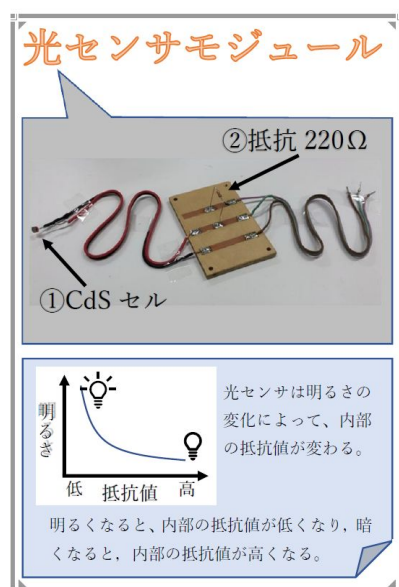 光センサモジュール
②抵抗 220Ω
①CdS セル
光センサは明るさの
変化によって、内部
の抵抗値が変わる。
明るさ
低 抵抗値 高
明るくなると、内部の抵抗値が低くなり，暗
くなると，内部の抵抗値が高くなる。